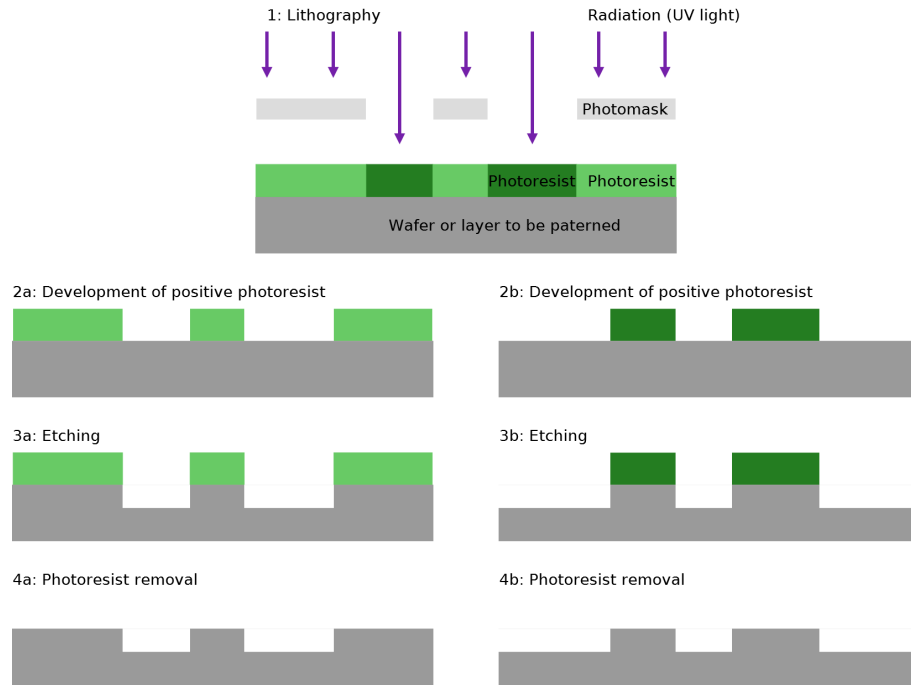 1: Lithography
Radiation (UV light)
Photomask
Photoresist
Photoresist
Wafer or layer to be paterned
2a: Development of positive photoresist
2b: Development of positive photoresist
3a: Etching
3b: Etching
4a: Photoresist removal
4b: Photoresist removal